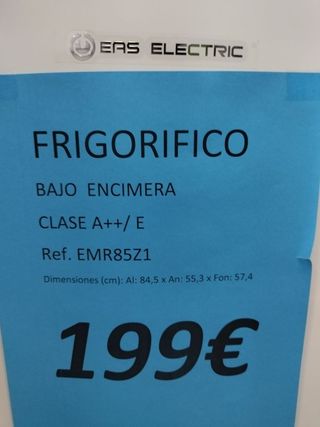 EAS ELECTRIC
FRIGORIFICO
BAJO ENCIMERA
CLASE A++/ E
Ref. EMR85Z1
Dimensiones (cm): Al: 84,5 x An: 55,3 x Fon: 57,4
199€